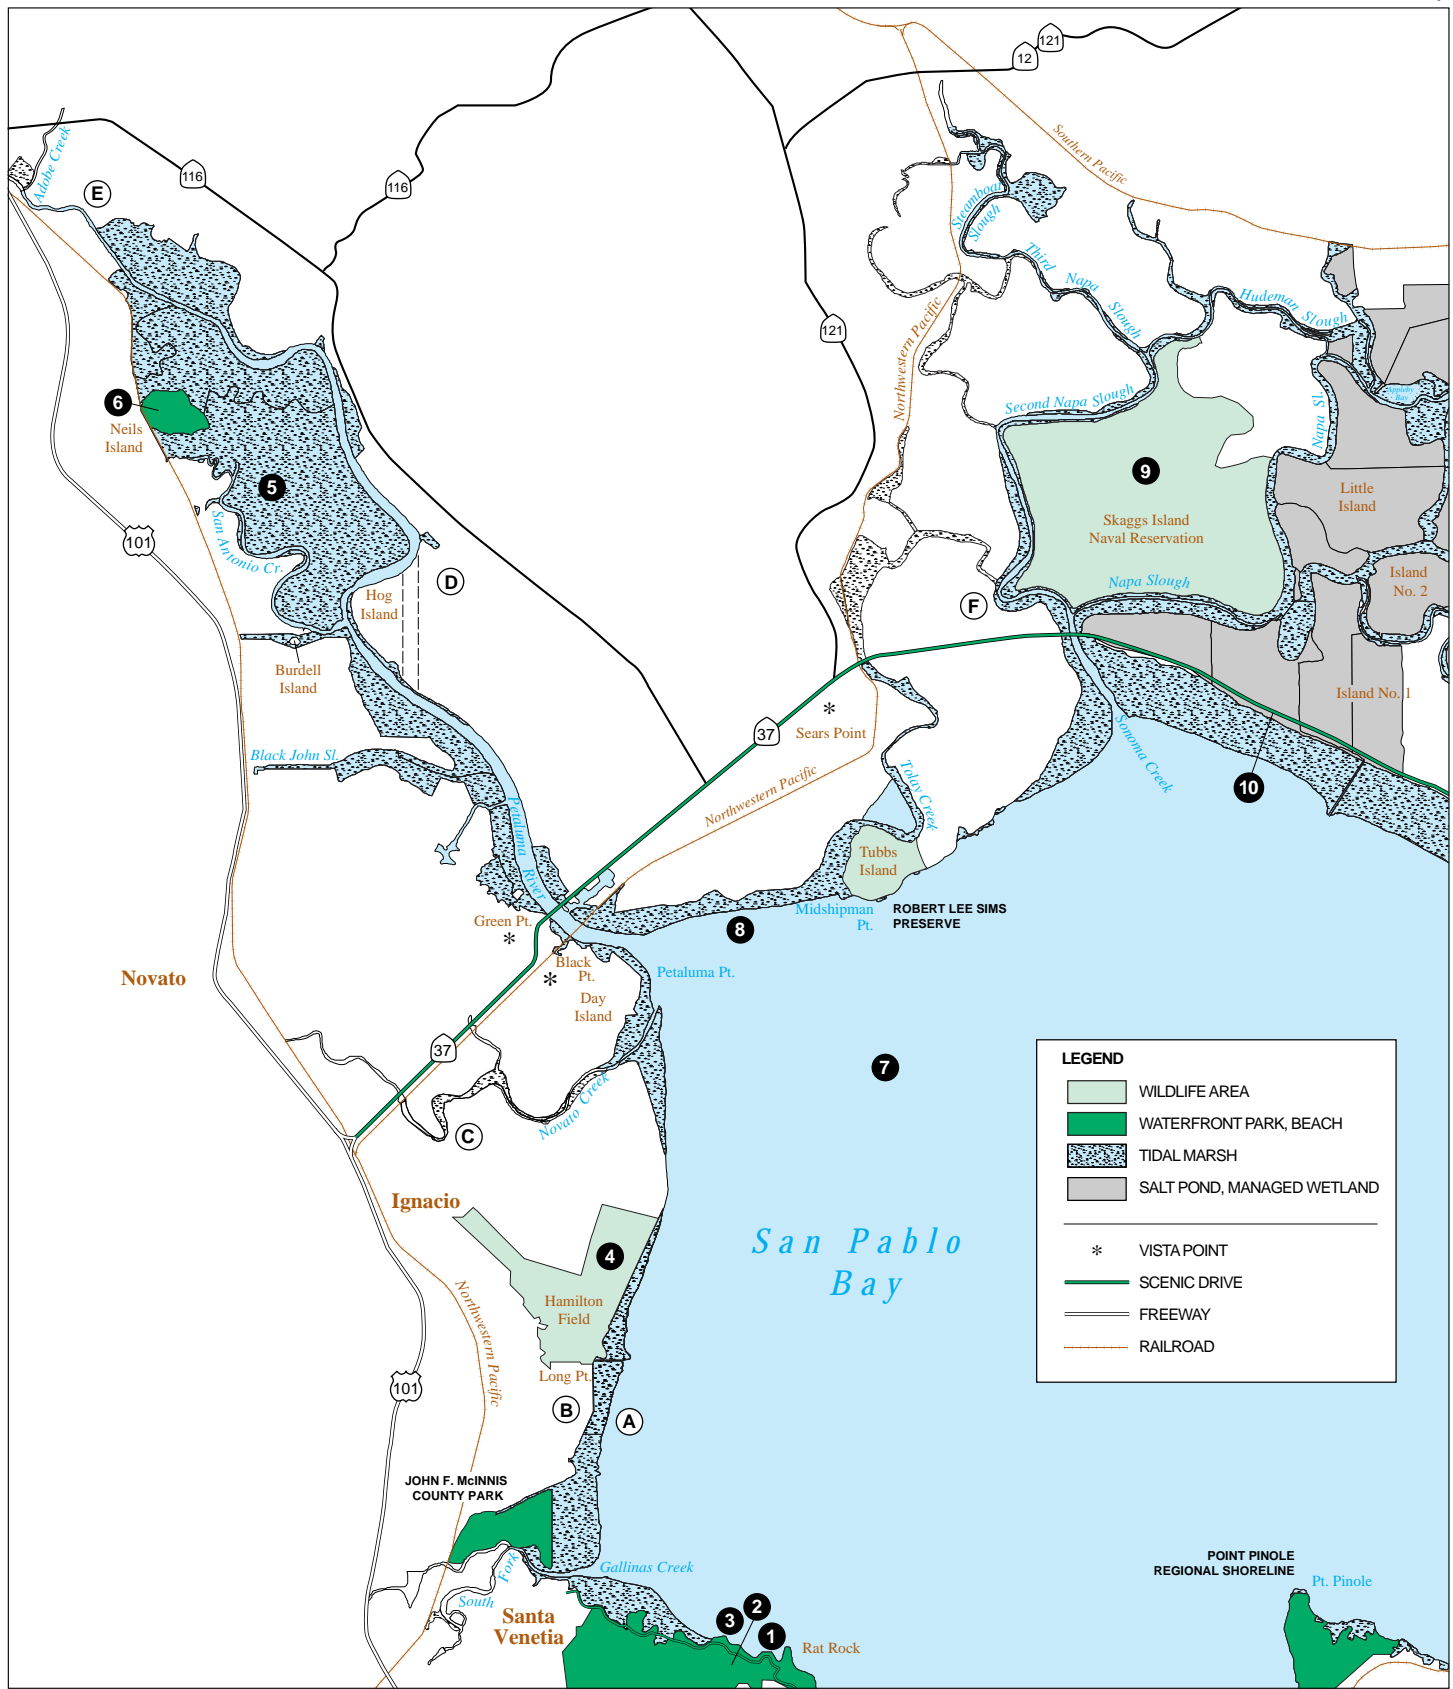 121
12
Adobe Creek
E
116
116
Southern Pacific
Steamboat
Slough
Third Napa Slough
Hudeman Slough
121
Northwestern Pacific
Appleby
Bay
Second Napa Slough
Napa Sl.
6
Neils
Island
5
9
Skaggs Island
Naval Reservation
Little
Island
San Antonio Cr.
101
D
Hog
Island
F
Napa Slough
Island
No. 2
Burdell
Island
Island No. 1
Sears Point
37
Sonoma Creek
Black John Sl.
Tolay Creek
10
Northwestern Pacific
Petaluma River
Tubbs
Island
Green Pt.
8
Midshipman
Pt.
ROBERT LEE SIMS
PRESERVE
Novato
Black
Pt.
Petaluma Pt.
Day
Island
37
7
Novato Creek
C
LEGEND
WILDLIFE AREA
WATERFRONT PARK, BEACH
TIDAL MARSH
SALT POND, MANAGED WETLAND
* VISTA POINT
SCENIC DRIVE
FREEWAY
RAILROAD
Ignacio
4
San Pablo
Bay
Hamilton
Field
Northwestern Pacific
Long Pt.
101
B
A
JOHN F. McINNIS
COUNTY PARK
Gallinas Creek
South Fork
POINT PINOLE
REGIONAL SHORELINE
Pt. Pinole
Santa
Venetia
3
2
1
Rat Rock